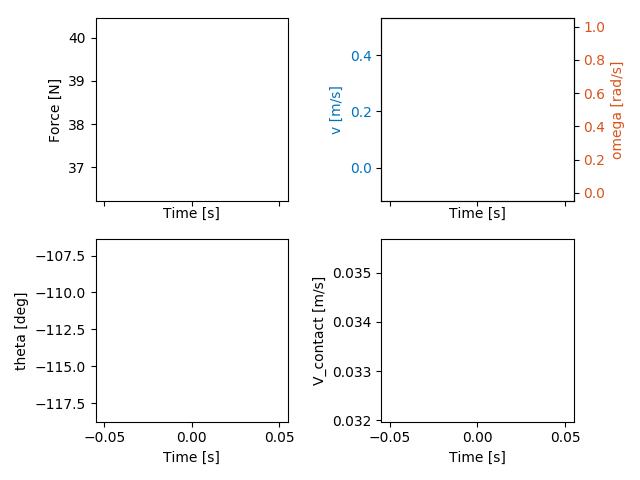 Force [N]
40
39
38
37
Time [s]
v [m/s]
0.4
0.2
0.0
omega [rad/s]
1.0
0.8
0.6
0.4
0.2
0.0
Time [s]
theta [deg]
−107.5
−110.0
−112.5
−115.0
−117.5
−0.05 0.00 0.05
Time [s]
V_contact [m/s]
0.035
0.034
0.033
0.032
−0.05 0.00 0.05
Time [s]